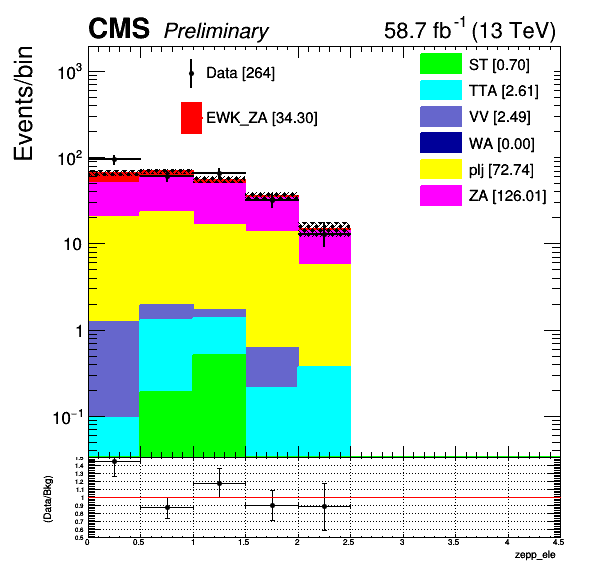 CMS Preliminary 58.7 fb⁻¹ (13 TeV)
Events/bin
Data [264]
EWK_ZA [34.30]
ST [0.70]
TTA [2.61]
VV [2.49]
WA [0.00]
plj [72.74]
ZA [126.01]
10³
10²
10
1
10⁻¹
(Data/Bkg)
1.5
1.4
1.3
1.2
1.1
1
0.9
0.8
0.7
0.6
0.5
0 0.5 1 1.5 2 2.5 3 3.5 4 4.5
zepp_ele